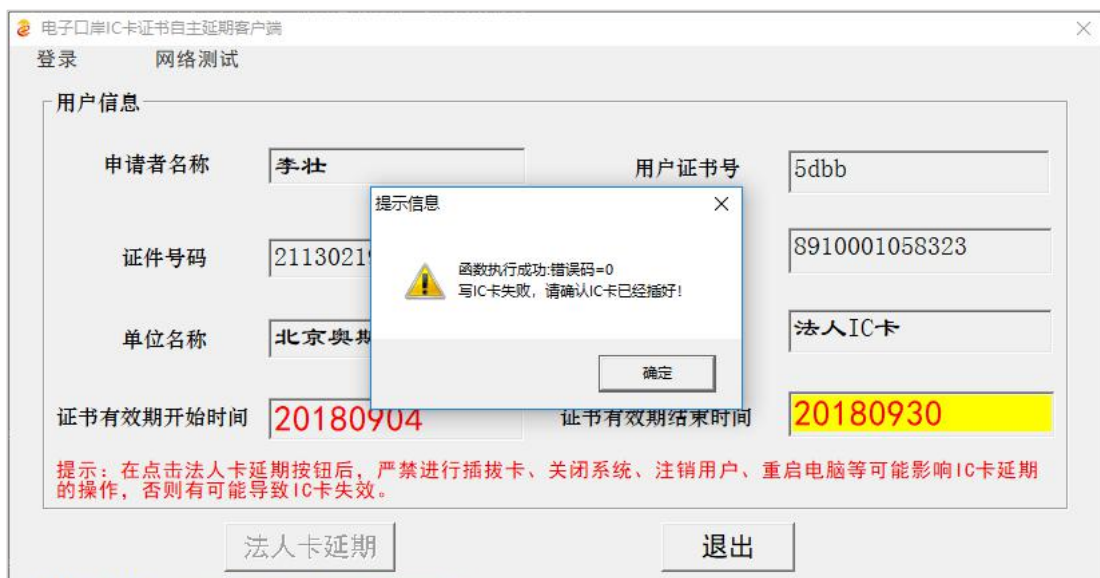 电子口岸IC卡证书自主延期客户端
登录 网络测试
用户信息
申请者名称 李壮 用户证书号 5dbb
提示信息
证件号码 2113021 8910001058323
函数执行成功:错误码=0
写IC卡失败，请确认IC卡已经插好！
单位名称 北京奥斯 法人IC卡
确定
证书有效期开始时间 20180904 证书有效期结束时间 20180930
提示：在点击法人卡延期按钮后，严禁进行插拔卡、关闭系统、注销用户、重启电脑等可能影响IC卡延期
的操作，否则有可能导致IC卡失效。
法人卡延期 退出